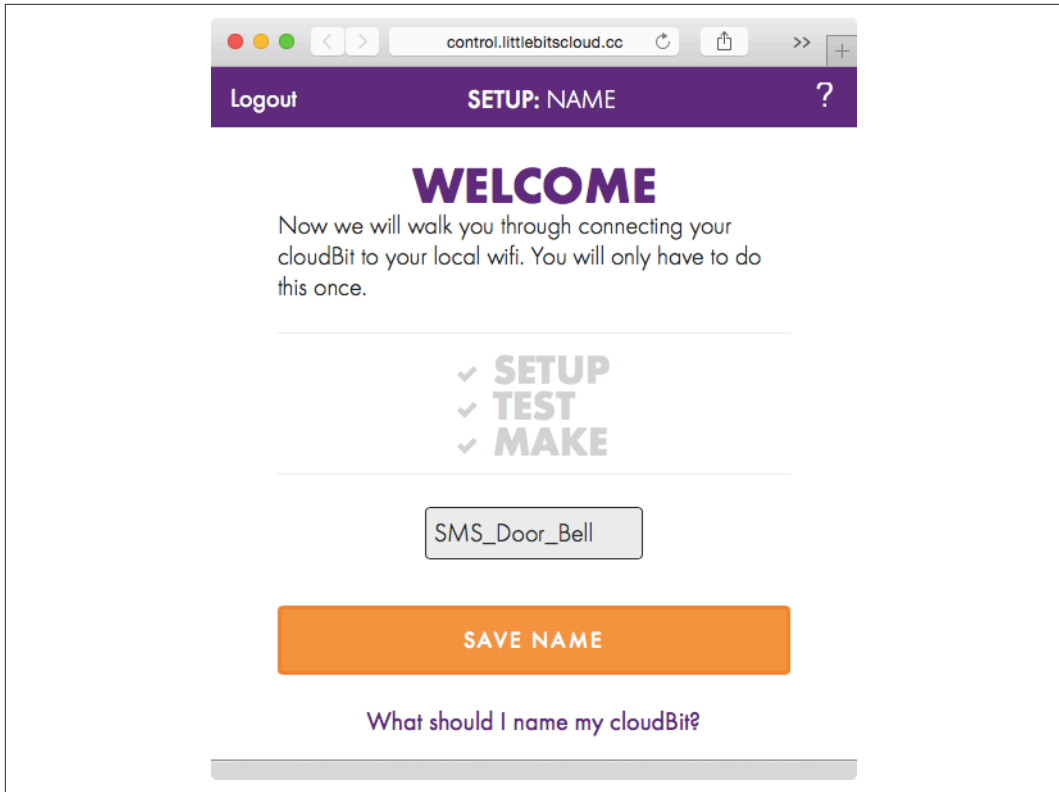 control.littlebitscloud.cc
>>
+
Logout
SETUP: NAME
?
WELCOME
Now we will walk you through connecting your
cloudBit to your local wifi. You will only have to do
this once.
SETUP
TEST
MAKE
SMS_Door_Bell
SAVE NAME
What should I name my cloudBit?